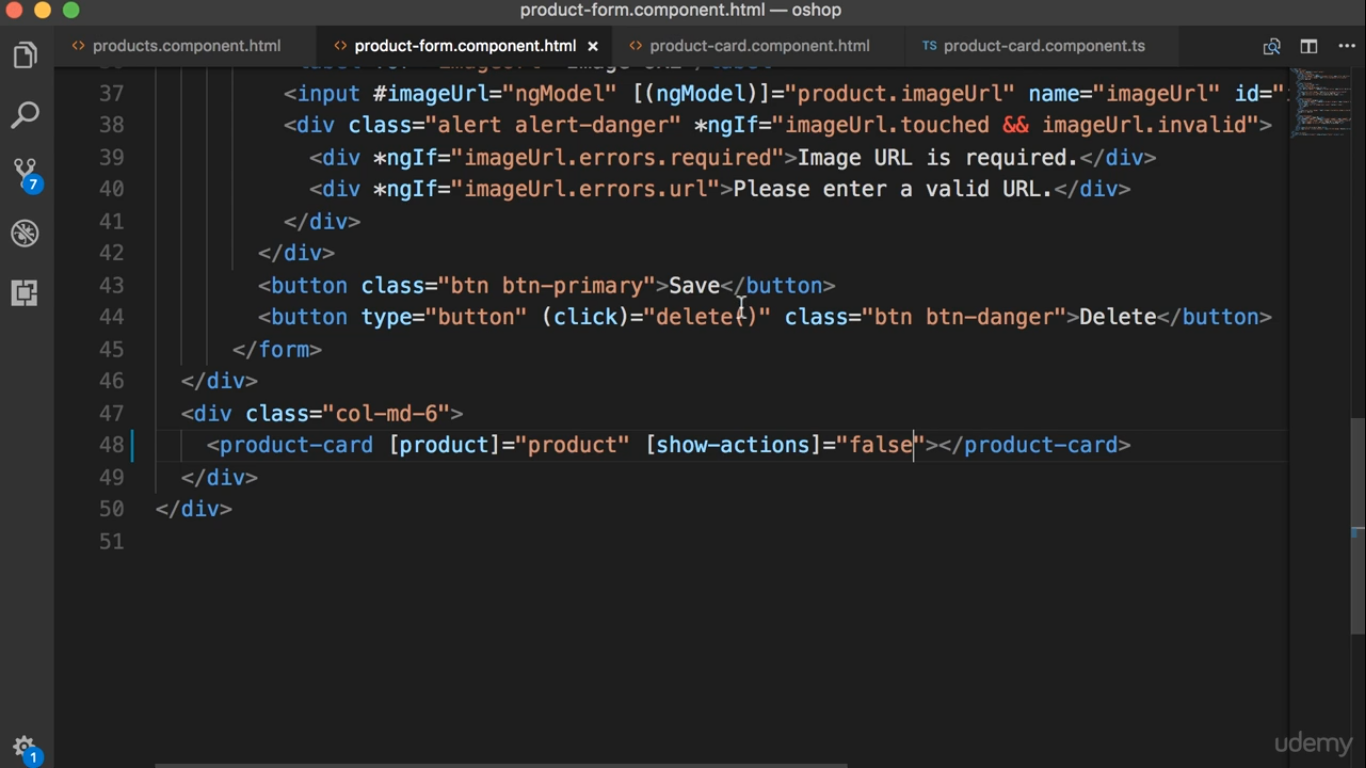 product-form.component.html — oshop
<> products.component.html
<> product-form.component.html ×
<> product-card.component.html
TS product-card.component.ts
37 <input #imageUrl="ngModel" [(ngModel)]="product.imageUrl" name="imageUrl" id="
38 <div class="alert alert-danger" *ngIf="imageUrl.touched && imageUrl.invalid">
39 <div *ngIf="imageUrl.errors.required">Image URL is required.</div>
40 <div *ngIf="imageUrl.errors.url">Please enter a valid URL.</div>
41 </div>
42 </div>
43 <button class="btn btn-primary">Save</button>
44 <button type="button" (click)="delete()" class="btn btn-danger">Delete</button>
45 </form>
46 </div>
47 <div class="col-md-6">
48 <product-card [product]="product" [show-actions]="false"></product-card>
49 </div>
50 </div>
51
7
1
udemy